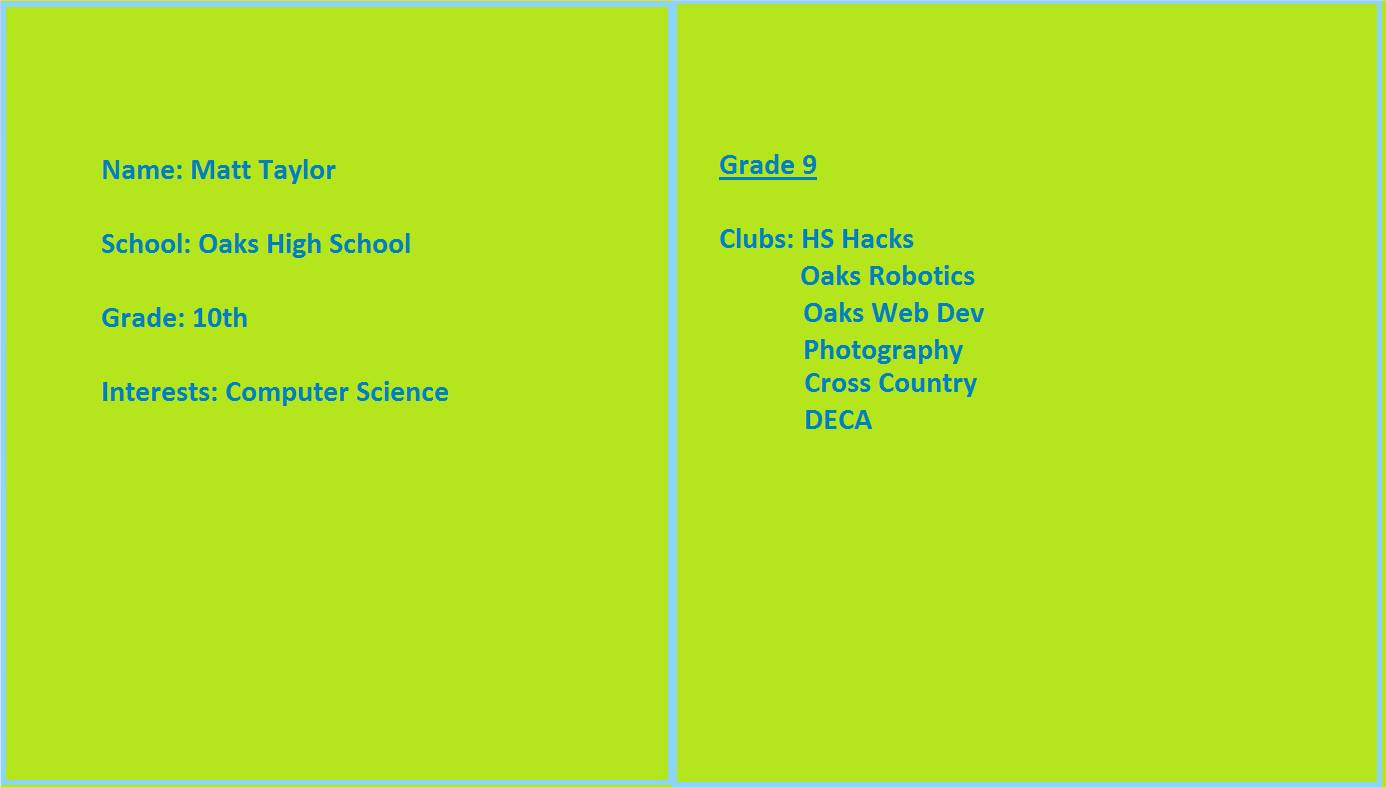 Name: Matt Taylor
School: Oaks High School
Grade: 10th
Interests: Computer Science
Grade 9
Clubs: HS Hacks
Oaks Robotics
Oaks Web Dev
Photography
Cross Country
DECA